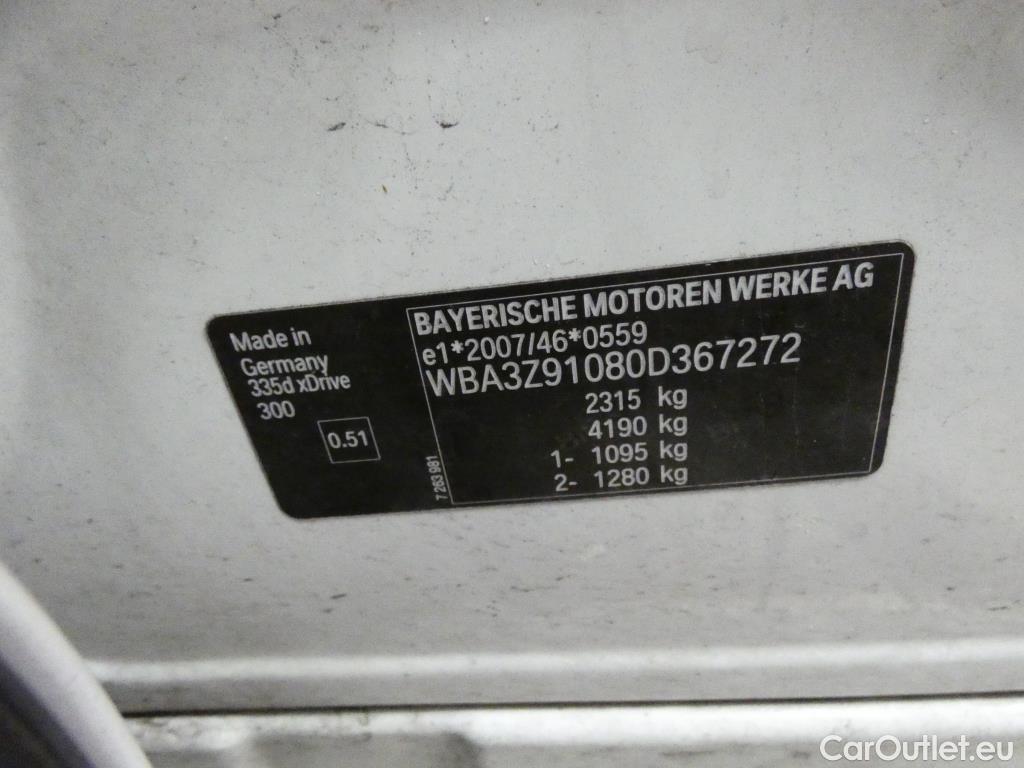 Made in
Germany
335d xDrive
300
0.51
7 263 981
BAYERISCHE MOTOREN WERKE AG
e1*2007/46*0559
WBA3Z91080D367272
2315 kg
4190 kg
1- 1095 kg
2- 1280 kg
CarOutlet.eu